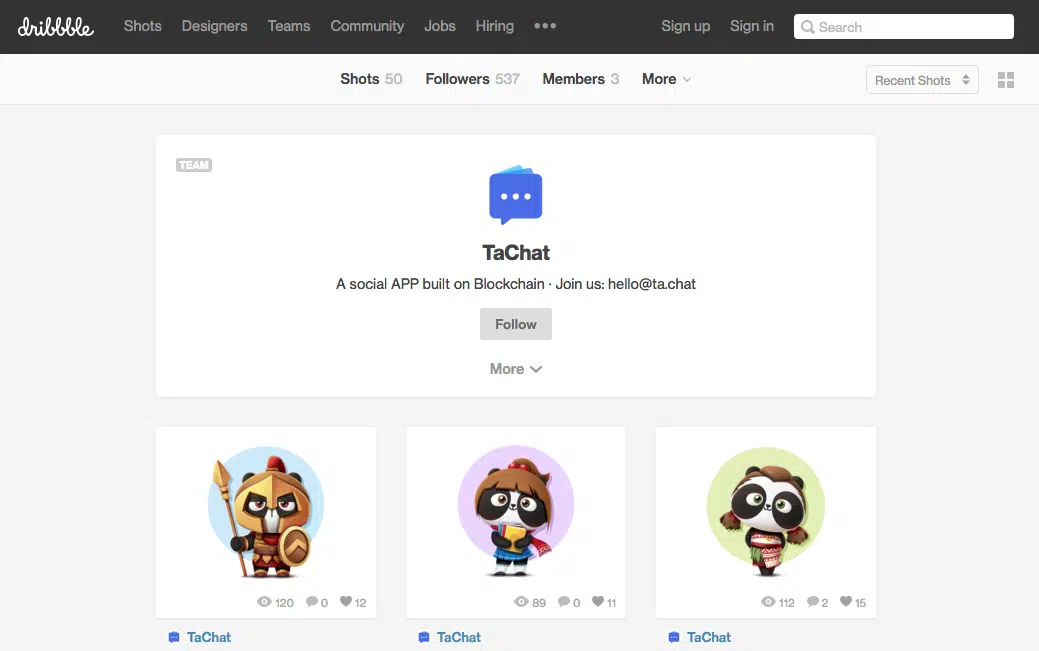 dribbble Shots Designers Teams Community Jobs Hiring ••• Sign up Sign in Search
Shots 50 Followers 537 Members 3 More Recent Shots
TEAM
TaChat
A social APP built on Blockchain · Join us: hello@ta.chat
Follow
More
120 0 12 89 0 11 112 2 15
TaChat TaChat TaChat